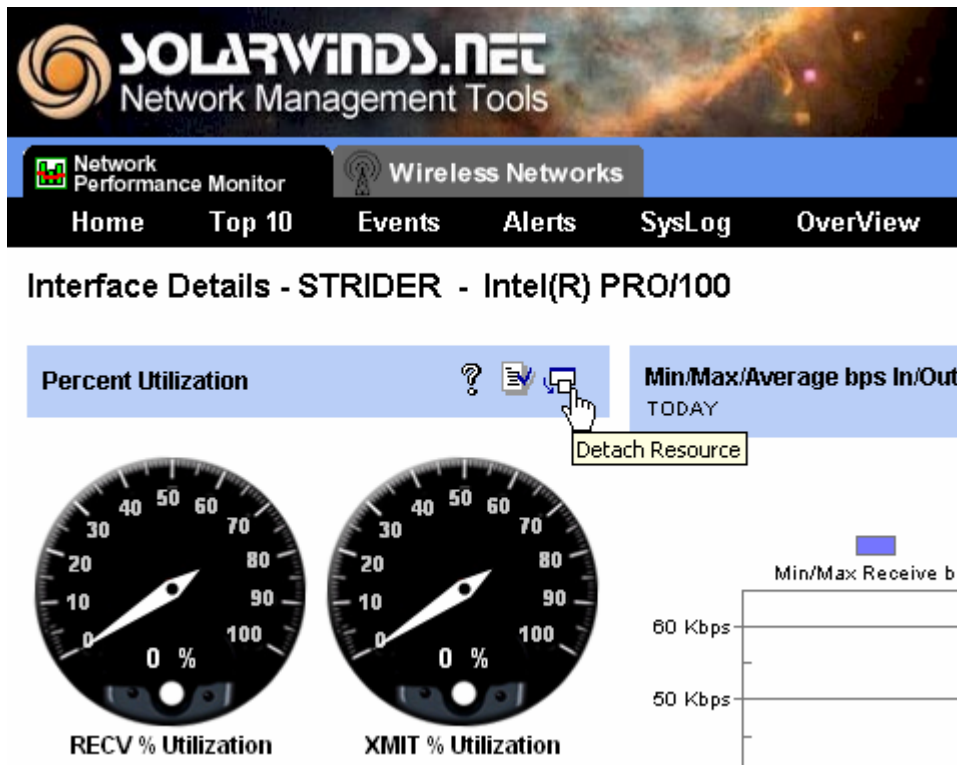 SOLARWINDS.NET
Network Management Tools
Network
Performance Monitor
Wireless Networks
Home Top 10 Events Alerts SysLog OverView
Interface Details - STRIDER - Intel(R) PRO/100
Percent Utilization
?
Min/Max/Average bps In/Out
TODAY
Detach Resource
0 10 20 30 40 50 60 70 80 90 100
0 %
RECV % Utilization
0 10 20 30 40 50 60 70 80 90 100
0 %
XMIT % Utilization
Min/Max Receive b
60 Kbps
50 Kbps